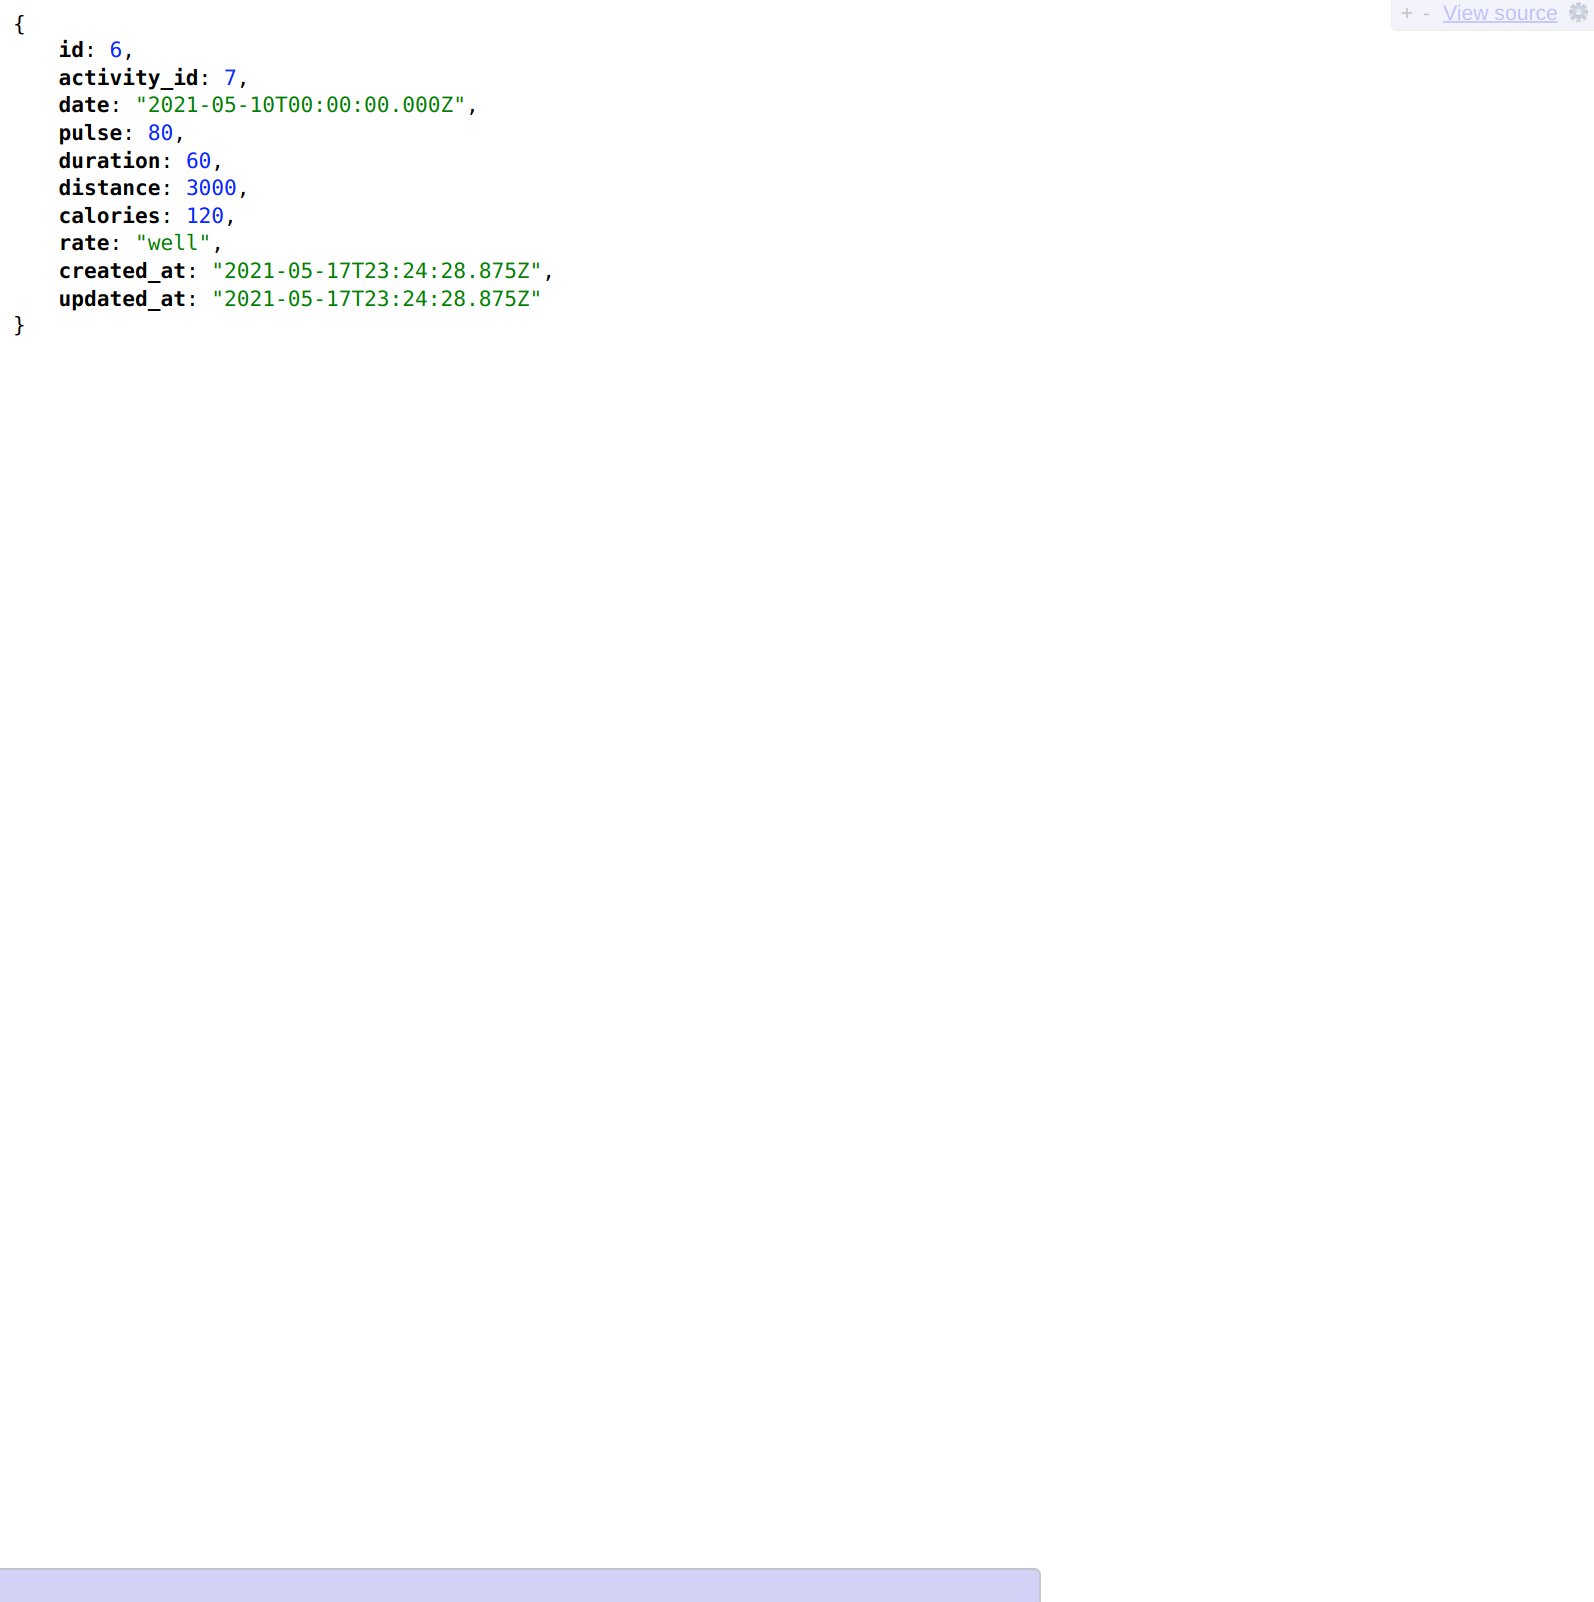 + - View source
{
id: 6,
activity_id: 7,
date: "2021-05-10T00:00:00.000Z",
pulse: 80,
duration: 60,
distance: 3000,
calories: 120,
rate: "well",
created_at: "2021-05-17T23:24:28.875Z",
updated_at: "2021-05-17T23:24:28.875Z"
}